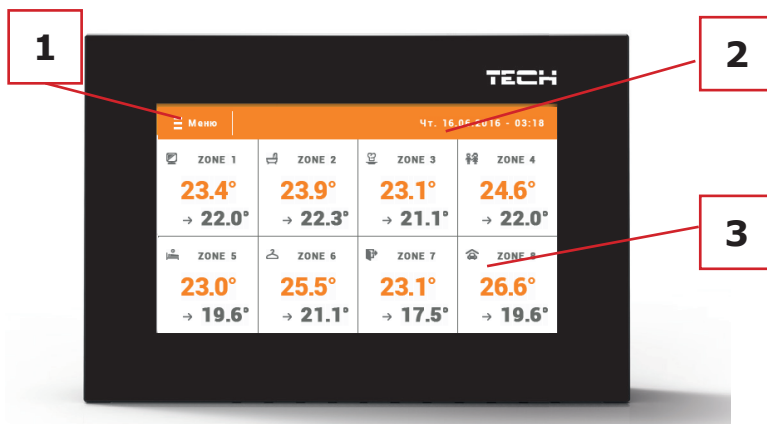 1
2
TECH
Меню
Чт. 16.06.2016 - 03:18
ZONE 1
ZONE 2
ZONE 3
ZONE 4
23.4°
23.9°
23.1°
24.6°
→ 22.0°
→ 22.3°
→ 21.1°
→ 22.0°
3
ZONE 5
ZONE 6
ZONE 7
ZONE 8
23.0°
25.5°
23.1°
26.6°
→ 19.6°
→ 21.1°
→ 17.5°
→ 19.6°